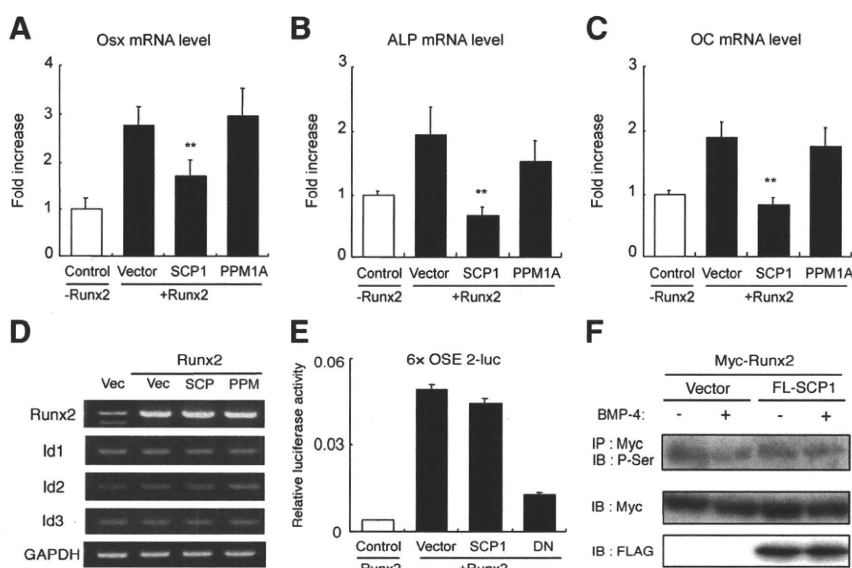 A
Osx mRNA level
Fold increase
4
3
2
1
0
**
Control Vector SCP1 PPM1A
-Runx2 +Runx2
B
ALP mRNA level
Fold increase
3
2
1
0
**
Control Vector SCP1 PPM1A
-Runx2 +Runx2
C
OC mRNA level
Fold increase
3
2
1
0
**
Control Vector SCP1 PPM1A
-Runx2 +Runx2
D
Runx2
Vec Vec SCP PPM
Runx2
Id1
Id2
Id3
GAPDH
E
6x OSE 2-luc
Relative luciferase activity
0.06
0.03
0
Control Vector SCP1 DN
-Runx2 +Runx2
F
Myc-Runx2
Vector FL-SCP1
BMP-4: - + - +
IP : Myc
IB : P-Ser
IB : Myc
IB : FLAG